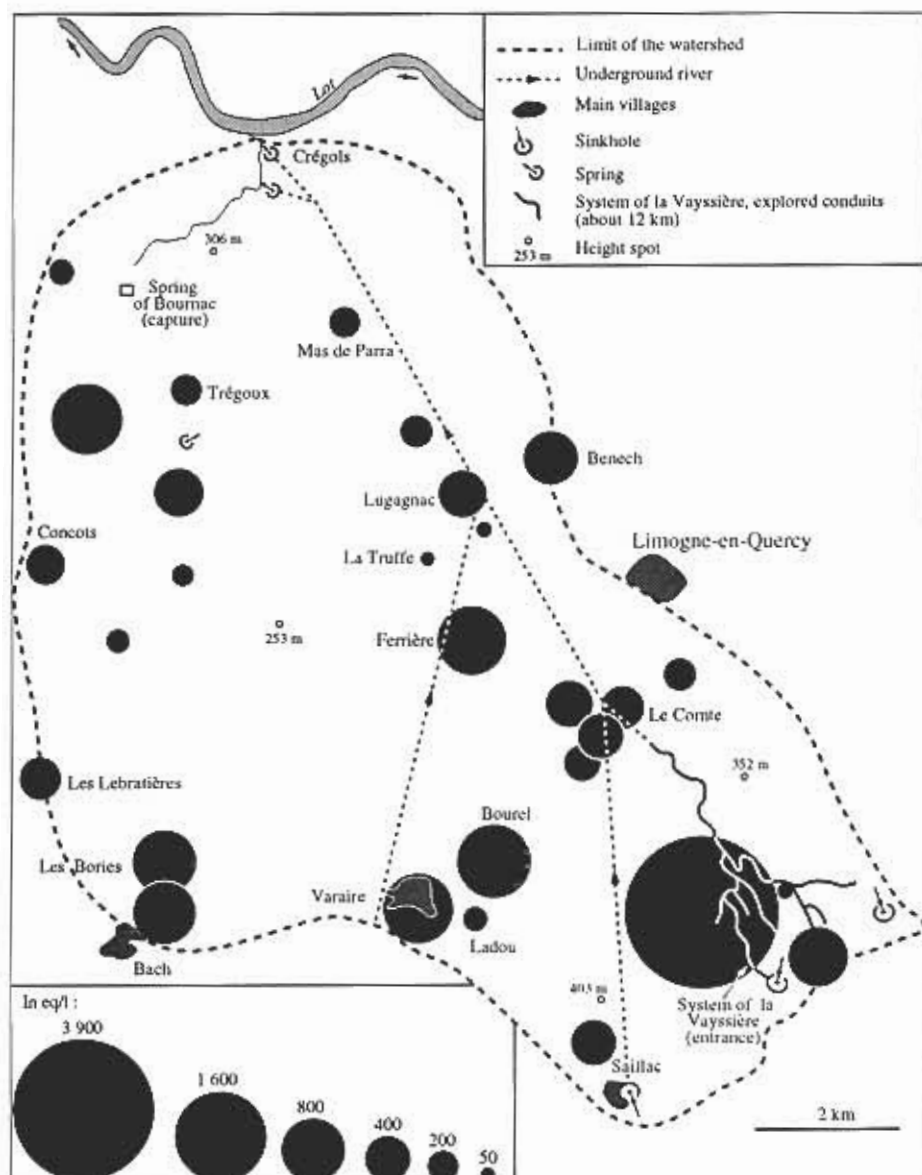 Limit of the watershed
Underground river
Main villages
Sinkhole
Spring
System of la Vayssière, explored conduits
(about 12 km)
253 m
Height spot
Lot
Crégols
306 m
Spring
of Bournac
(capture)
Mas de Parra
Trégoux
Benech
Lugagnac
Concots
La Truffe
Limogne-en-Quercy
253 m
Ferrière
Le Comte
Les Lebratières
352 m
Bourel
Les Bories
Varaire
Ladou
Bach
403 m
System of la
Vayssière
(entrance)
Saillac
2 km
In eq/l :
3 900
1 600
800
400
200
50